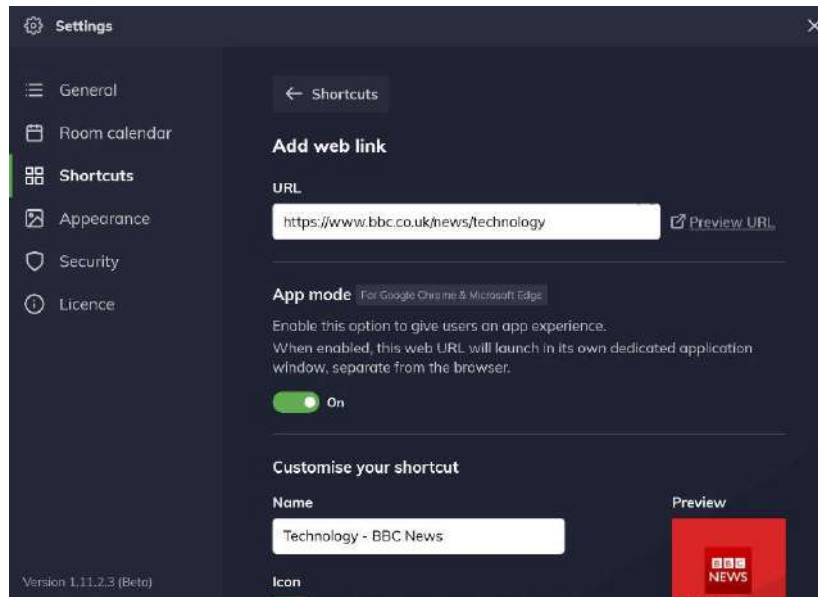 Settings
General
Room calendar
Shortcuts
Appearance
Security
Licence
Version 1.11.2.3 (Beta)
Shortcuts
Add web link
URL
https://www.bbc.co.uk/news/technology
Preview URL
App mode For Google Chrome & Microsoft Edge
Enable this option to give users an app experience.
When enabled, this web URL will launch in its own dedicated application
window, separate from the browser.
On
Customise your shortcut
Name
Preview
Technology - BBC News
BBC
NEWS
Icon